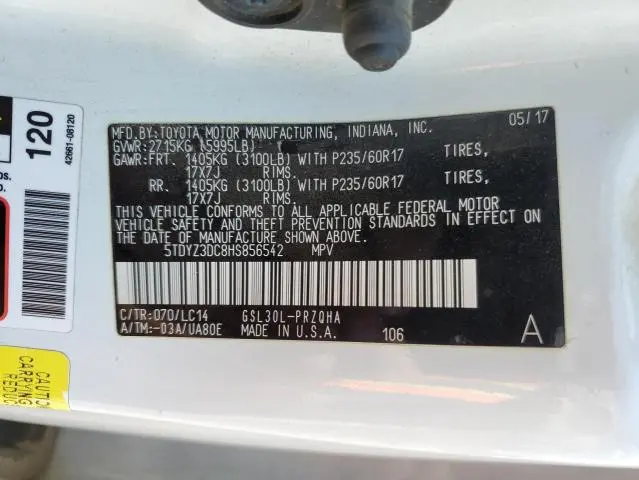 MFD.BY:TOYOTA MOTOR MANUFACTURING, INDIANA, INC. 05/17
GVWR:2715KG (5995LB)
GAWR:FRT. 1405KG (3100LB) WITH P235/60R17 TIRES,
17X7J RIMS.
RR. 1405KG (3100LB) WITH P235/60R17 TIRES,
17X7J RIMS.
THIS VEHICLE CONFORMS TO ALL APPLICABLE FEDERAL MOTOR
VEHICLE SAFETY AND THEFT PREVENTION STANDARDS IN EFFECT ON
THE DATE OF MANUFACTURE SHOWN ABOVE.
5TDYZ3DC8HS856542 MPV
C/TR:070/LC14 GSL30L-PRZQHA
A/TM:-03A/UA80E MADE IN U.S.A. 106 A
120
42661-08120
CAUTION
CARRYING